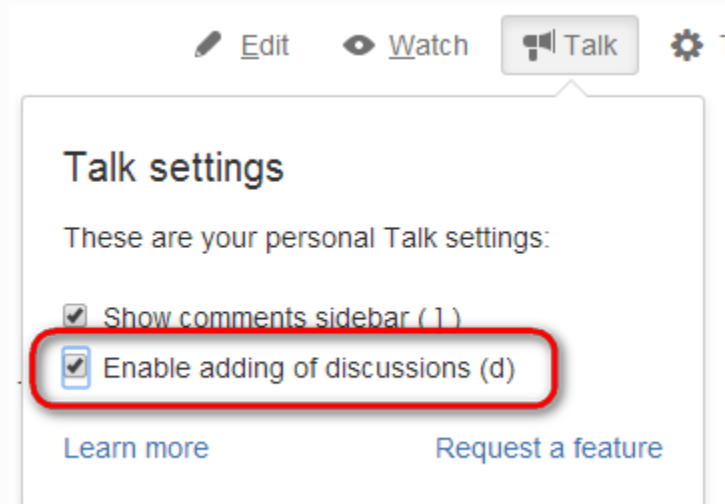 Edit Watch Talk
Talk settings
These are your personal Talk settings:
Show comments sidebar ( ] )
Enable adding of discussions (d)
Learn more Request a feature